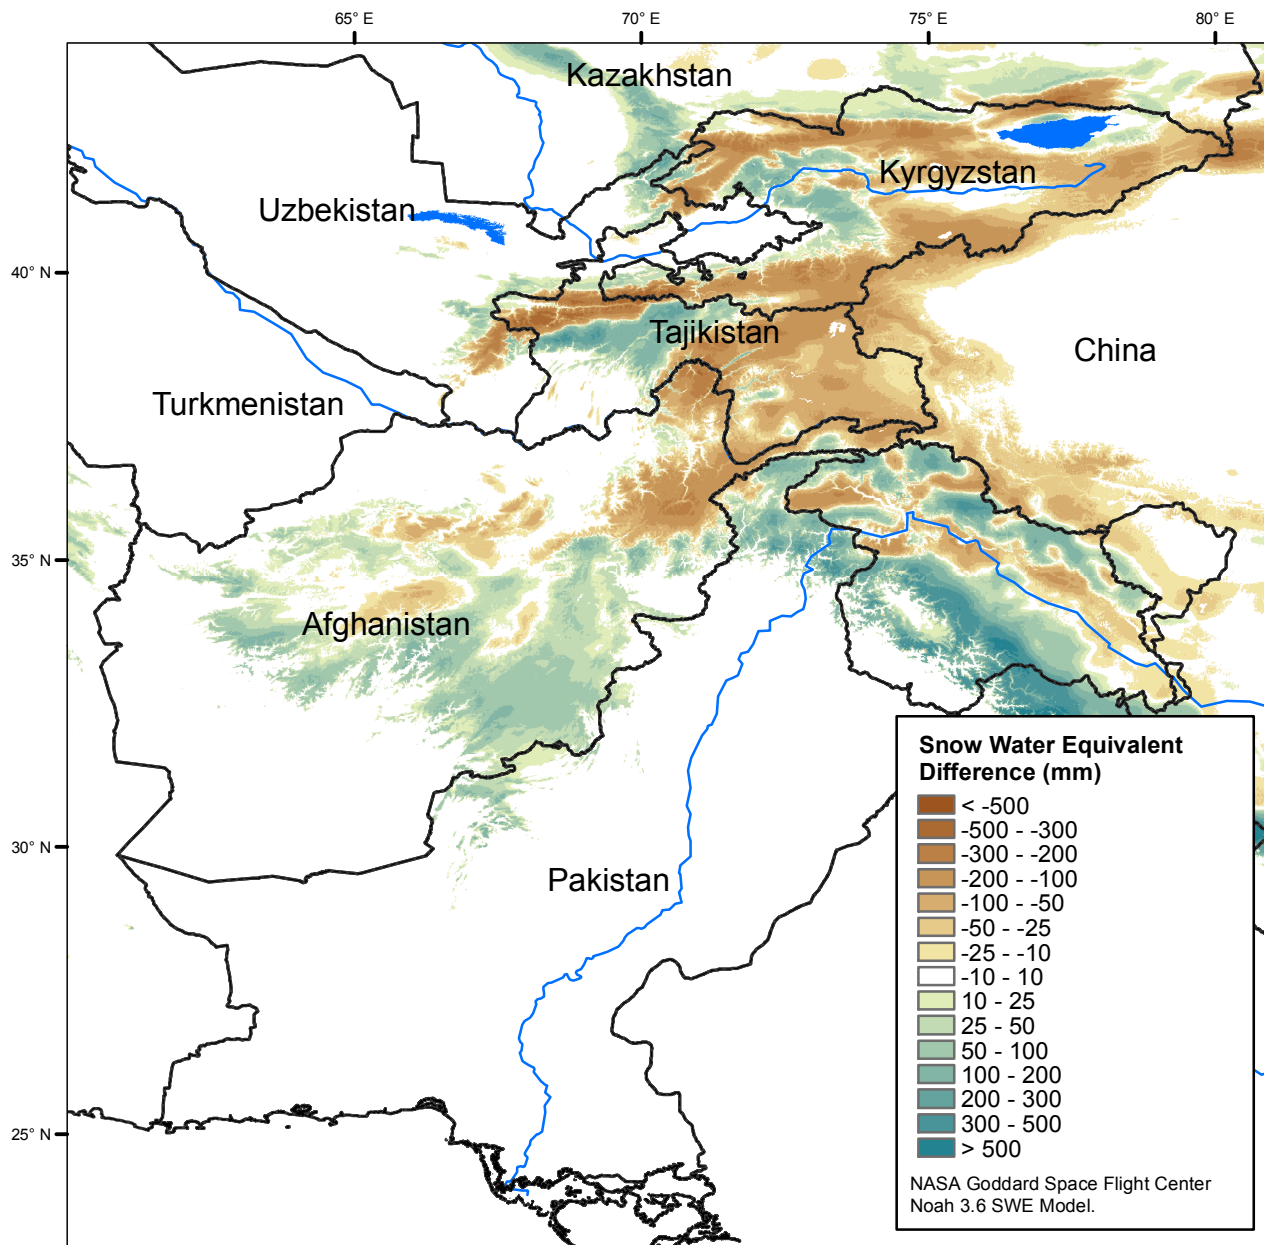 65° E 70° E 75° E 80° E
Kazakhstan
Kyrgyzstan
Uzbekistan
40° N
Tajikistan
China
Turkmenistan
35° N
Afghanistan
Snow Water Equivalent
Difference (mm)
< -500
-500 - -300
-300 - -200
-200 - -100
-100 - -50
-50 - -25
-25 - -10
-10 - 10
10 - 25
25 - 50
50 - 100
100 - 200
200 - 300
300 - 500
> 500
NASA Goddard Space Flight Center
Noah 3.6 SWE Model.
30° N
Pakistan
25° N